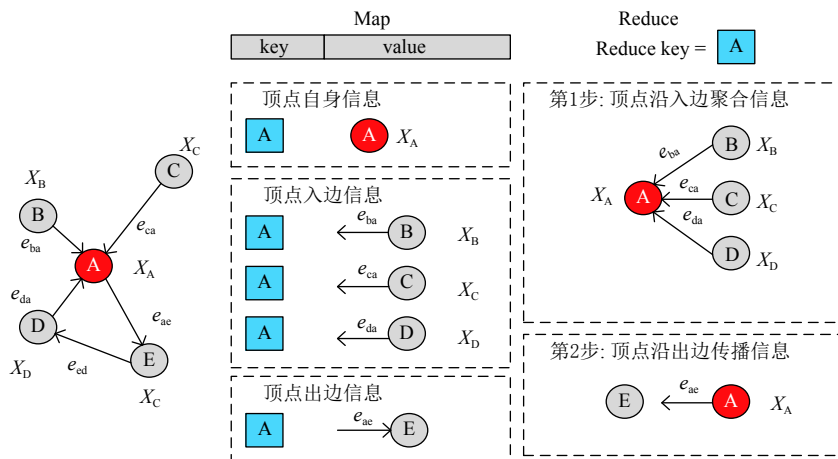 Map
key value
Reduce
Reduce key = A
X_C
C
X_B
B
e_ba
e_ca
A
X_A
e_da
e_ae
D
E
e_ed
X_D
X_C
顶点自身信息
A A X_A
顶点入边信息
A e_ba B X_B
A e_ca C X_C
A e_da D X_D
顶点出边信息
A e_ae E
第1步: 顶点沿入边聚合信息
B X_B
e_ba
X_A A e_ca C X_C
e_da
D X_D
第2步: 顶点沿出边传播信息
E e_ae A X_A